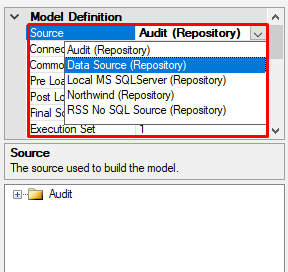 Model Definition
Source Audit (Repository)
Connec
Audit (Repository)
Commo
Data Source (Repository)
Pre Loa
Local MS SQLServer (Repository)
Post Lo
Northwind (Repository)
Final Sc
RSS No SQL Source (Repository)
Execution Set 1
Source
The source used to build the model.
Audit